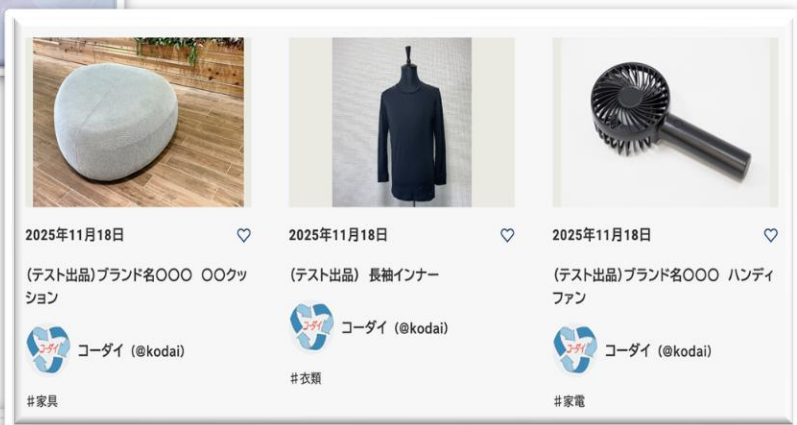 2025年11月18日
(テスト出品)ブランド名〇〇〇 〇〇クッ
ション
コーダイ
コーダイ (@kodai)
#家具
2025年11月18日
(テスト出品) 長袖インナー
コーダイ
コーダイ (@kodai)
#衣類
2025年11月18日
(テスト出品)ブランド名〇〇〇 ハンディ
ファン
コーダイ
コーダイ (@kodai)
#家電